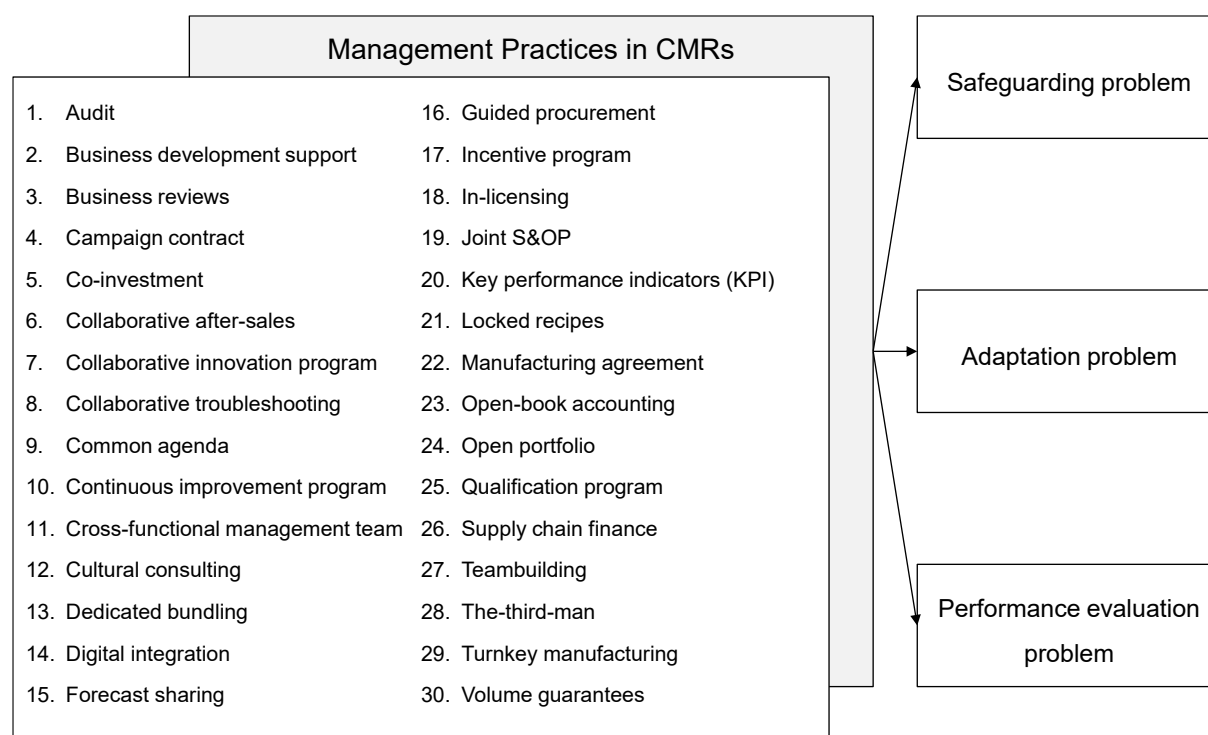 Management Practices in CMRs
1. Audit
2. Business development support
3. Business reviews
4. Campaign contract
5. Co-investment
6. Collaborative after-sales
7. Collaborative innovation program
8. Collaborative troubleshooting
9. Common agenda
10. Continuous improvement program
11. Cross-functional management team
12. Cultural consulting
13. Dedicated bundling
14. Digital integration
15. Forecast sharing
16. Guided procurement
17. Incentive program
18. In-licensing
19. Joint S&OP
20. Key performance indicators (KPI)
21. Locked recipes
22. Manufacturing agreement
23. Open-book accounting
24. Open portfolio
25. Qualification program
26. Supply chain finance
27. Teambuilding
28. The-third-man
29. Turnkey manufacturing
30. Volume guarantees
Safeguarding problem
Adaptation problem
Performance evaluation
problem